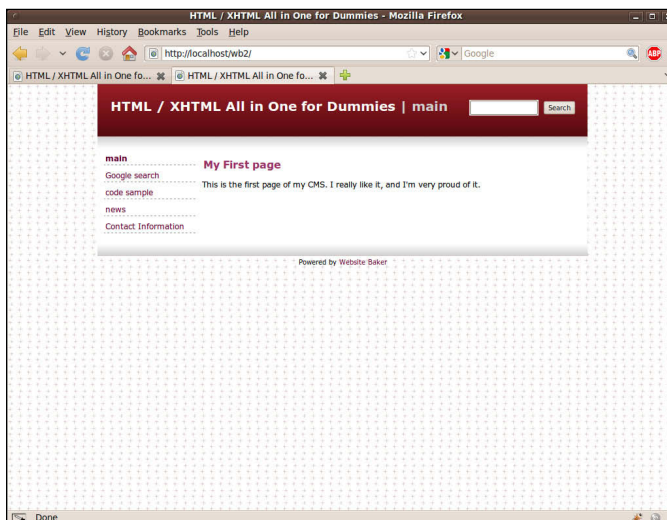 HTML / XHTML All in One for Dummies - Mozilla Firefox
File Edit View History Bookmarks Tools Help
http://localhost/wb2/
Google
ABP
HTML / XHTML All in One fo...
HTML / XHTML All in One fo...
HTML / XHTML All in One for Dummies | main
Search
main
Google search
code sample
news
Contact Information
My First page
This is the first page of my CMS. I really like it, and I'm very proud of it.
Powered by Website Baker
Done